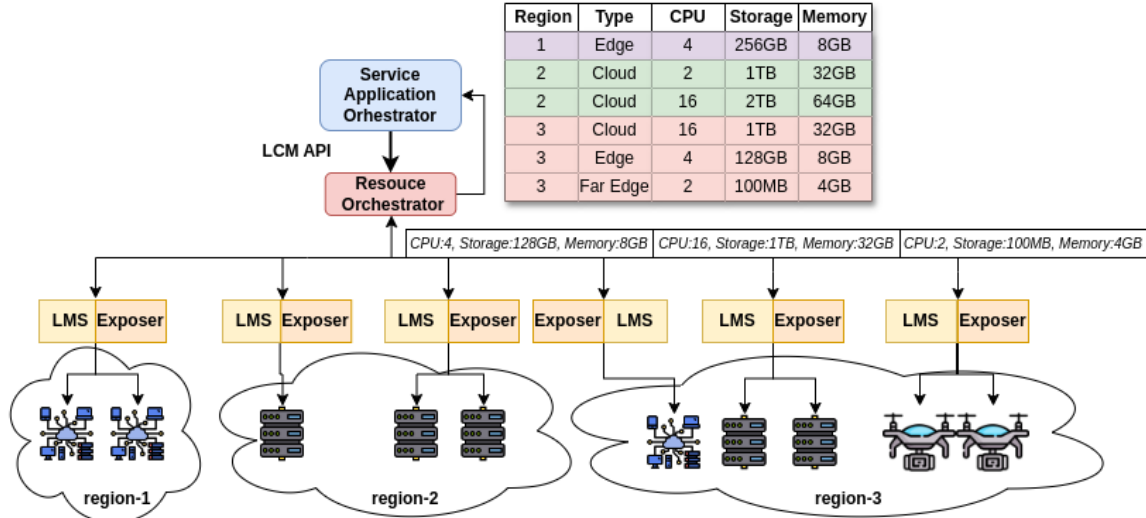 Region Type CPU Storage Memory
1 Edge 4 256GB 8GB
2 Cloud 2 1TB 32GB
2 Cloud 16 2TB 64GB
3 Cloud 16 1TB 32GB
3 Edge 4 128GB 8GB
3 Far Edge 2 100MB 4GB
Service
Application
Orhestrator
LCM API
Resouce
Orchestrator
CPU:4, Storage:128GB, Memory:8GB CPU:16, Storage:1TB, Memory:32GB CPU:2, Storage:100MB, Memory:4GB
LMS Exposer LMS Exposer LMS Exposer Exposer LMS LMS Exposer LMS Exposer
region-1 region-2 region-3